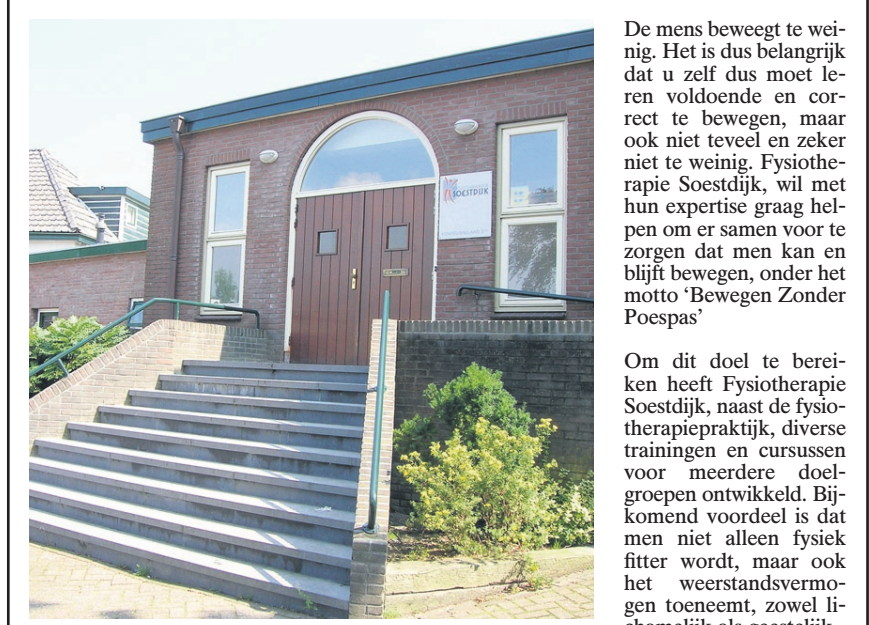 SOESTDIJK
De mens beweegt te wei-
nig. Het is dus belangrijk
dat u zelf dus moet le-
ren voldoende en cor-
rect te bewegen, maar
ook niet teveel en zeker
niet te weinig. Fysiothe-
rapie Soestdijk, wil met
hun expertise graag hel-
pen om er samen voor te
zorgen dat men kan en
blijft bewegen, onder het
motto ‘Bewegen Zonder
Poespas’
Om dit doel te berei-
ken heeft Fysiotherapie
Soestdijk, naast de fysio-
therapiepraktijk, diverse
trainingen en cursussen
voor meerdere doel-
groepen ontwikkeld. Bij-
komend voordeel is dat
men niet alleen fysiek
fitter wordt, maar ook
het weerstandsvermo-
gen toeneemt, zowel li-
chamelijk als geestelijk